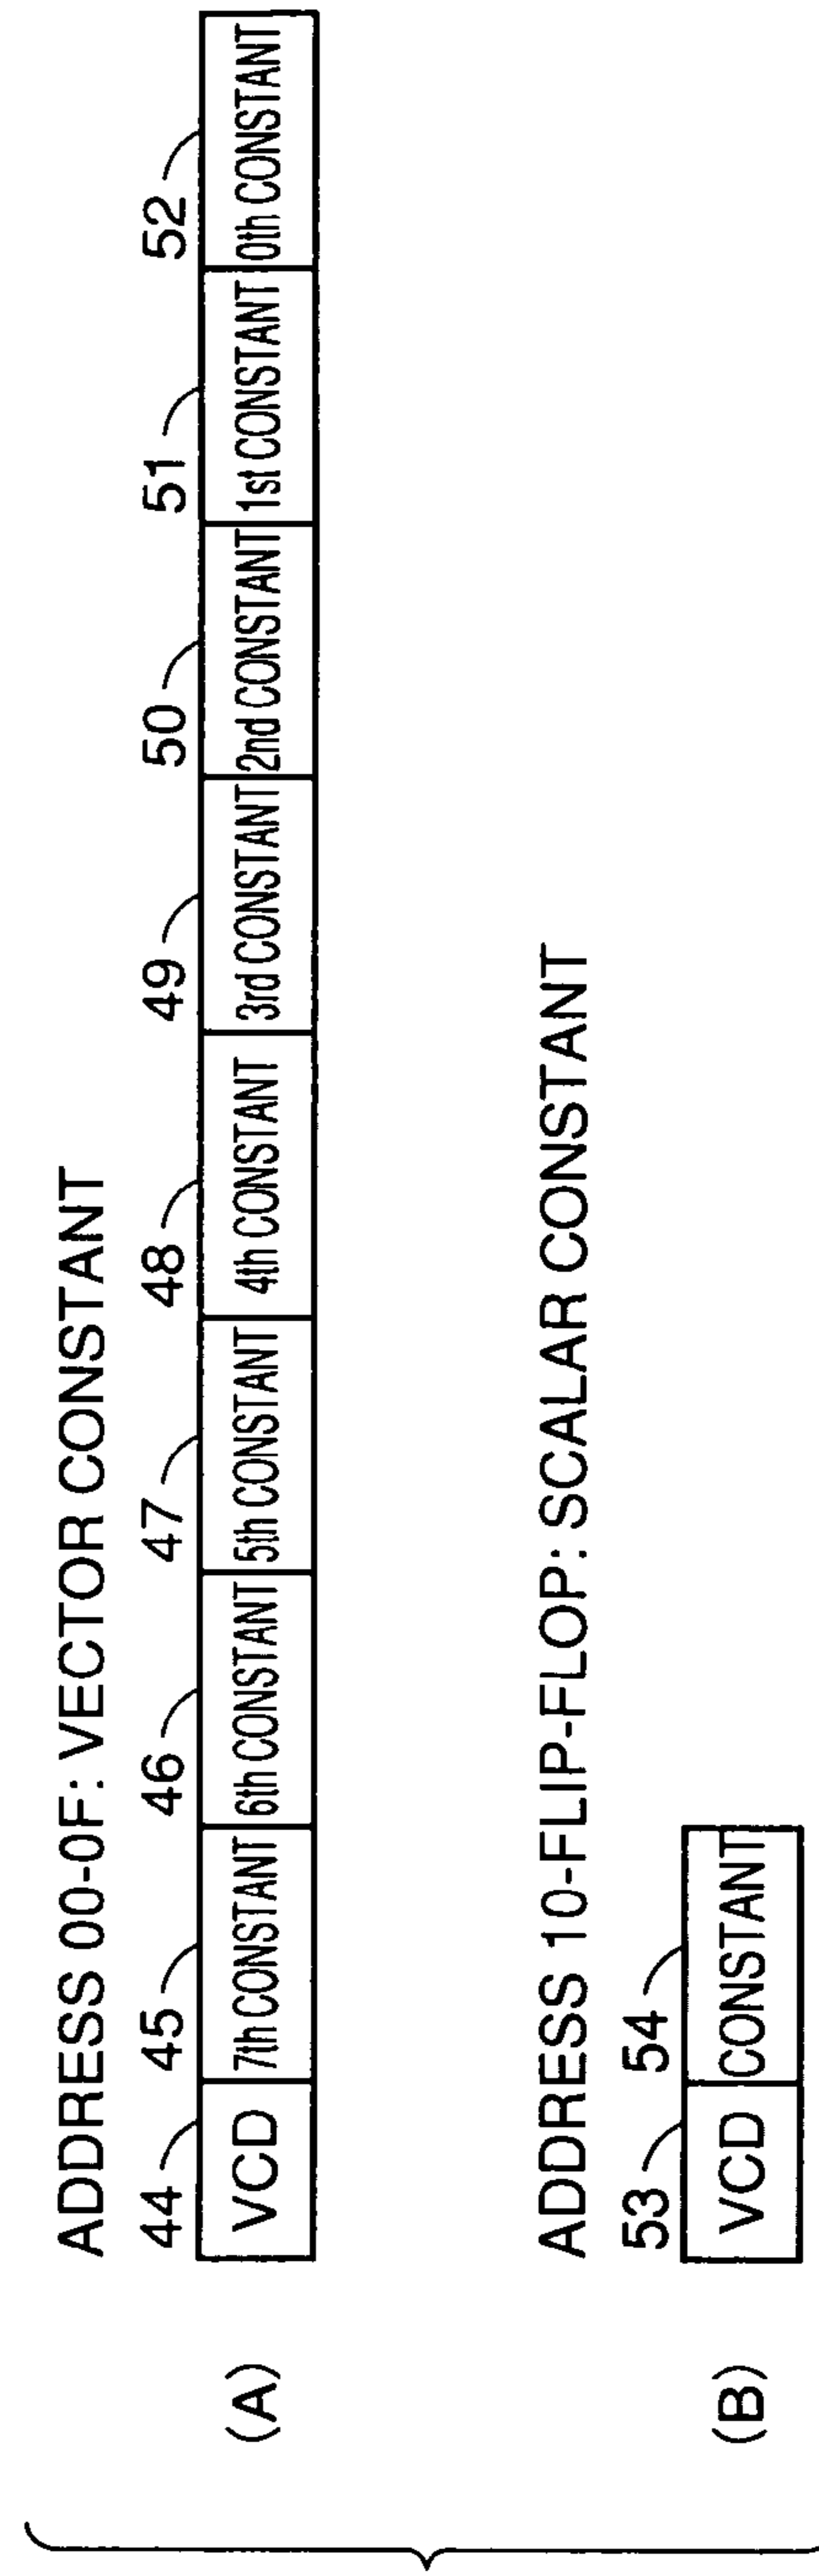 ADDRESS 00-0F: VECTOR CONSTANT
44 45 46 47 48 49 50 51 52
(A) VCD 7th CONSTANT 6th CONSTANT 5th CONSTANT 4th CONSTANT 3rd CONSTANT 2nd CONSTANT 1st CONSTANT 0th CONSTANT
ADDRESS 10-FLIP-FLOP: SCALAR CONSTANT
53 54
(B) VCD CONSTANT